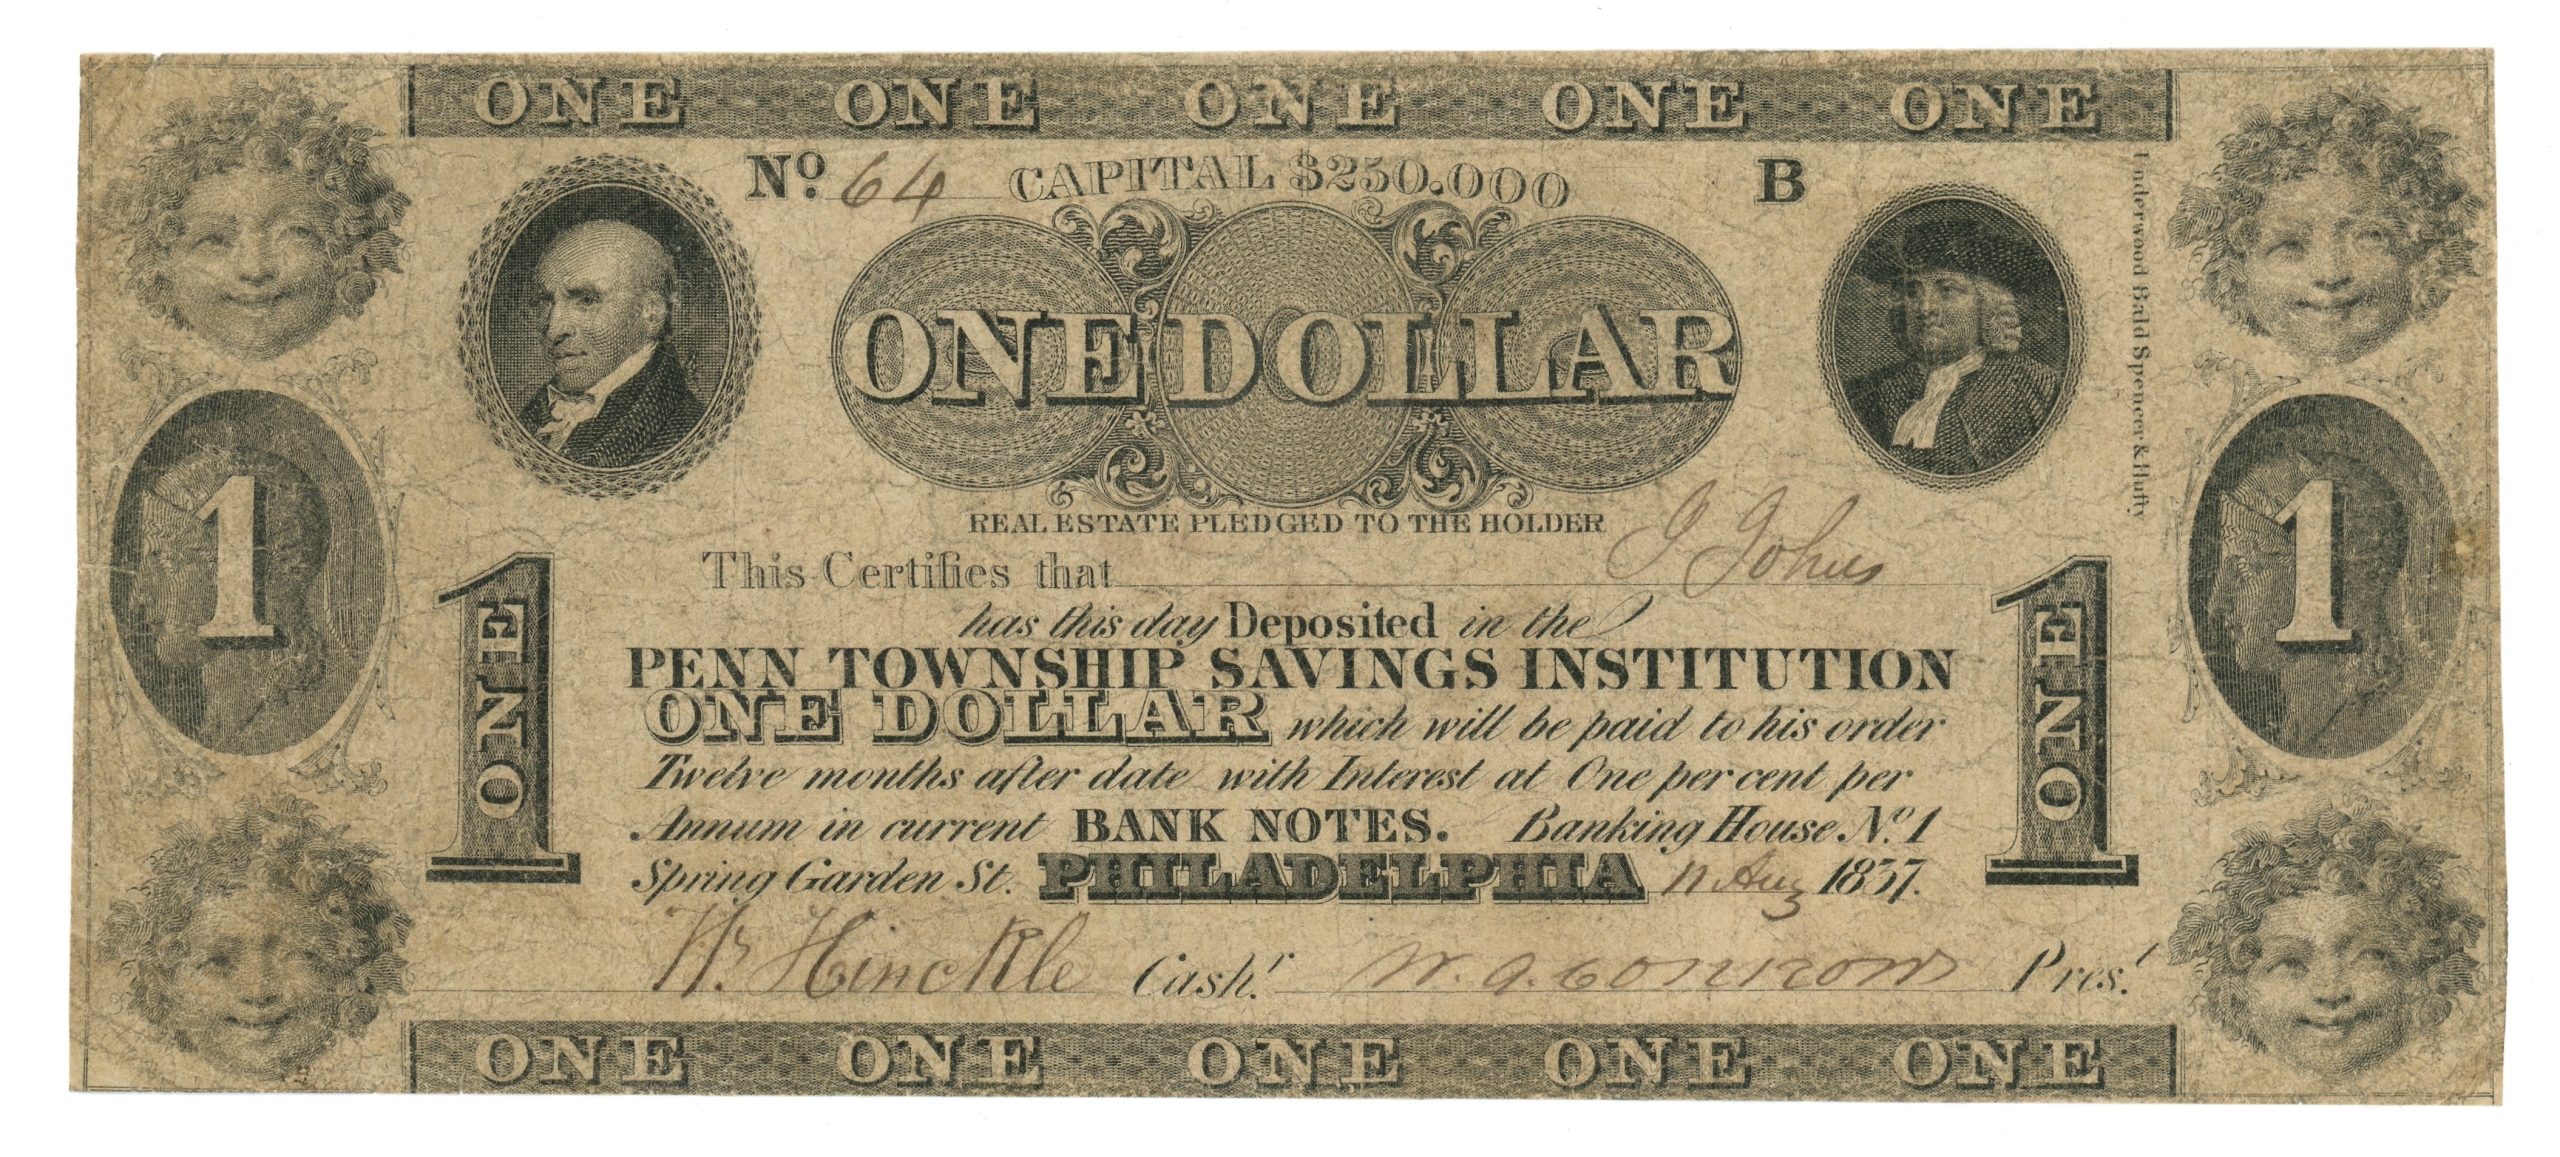 ONE ONE ONE ONE ONE
No. 64 CAPITAL $250.000 B
ONE DOLLAR
Underwood Bald Spencer & Hufty
REAL ESTATE PLEDGED TO THE HOLDER
This Certifies that J Johns
has this day Deposited in the
PENN TOWNSHIP SAVINGS INSTITUTION
ONE DOLLAR which will be paid to his order
Twelve months after date with Interest at One per cent per
Annum in current BANK NOTES. Banking House No. 1
Spring Garden St. PHILADELPHIA 11 Aug 1837.
Hinckle Cashr. Prest.
1
1
1 ONE
1 ONE
ONE ONE ONE ONE ONE